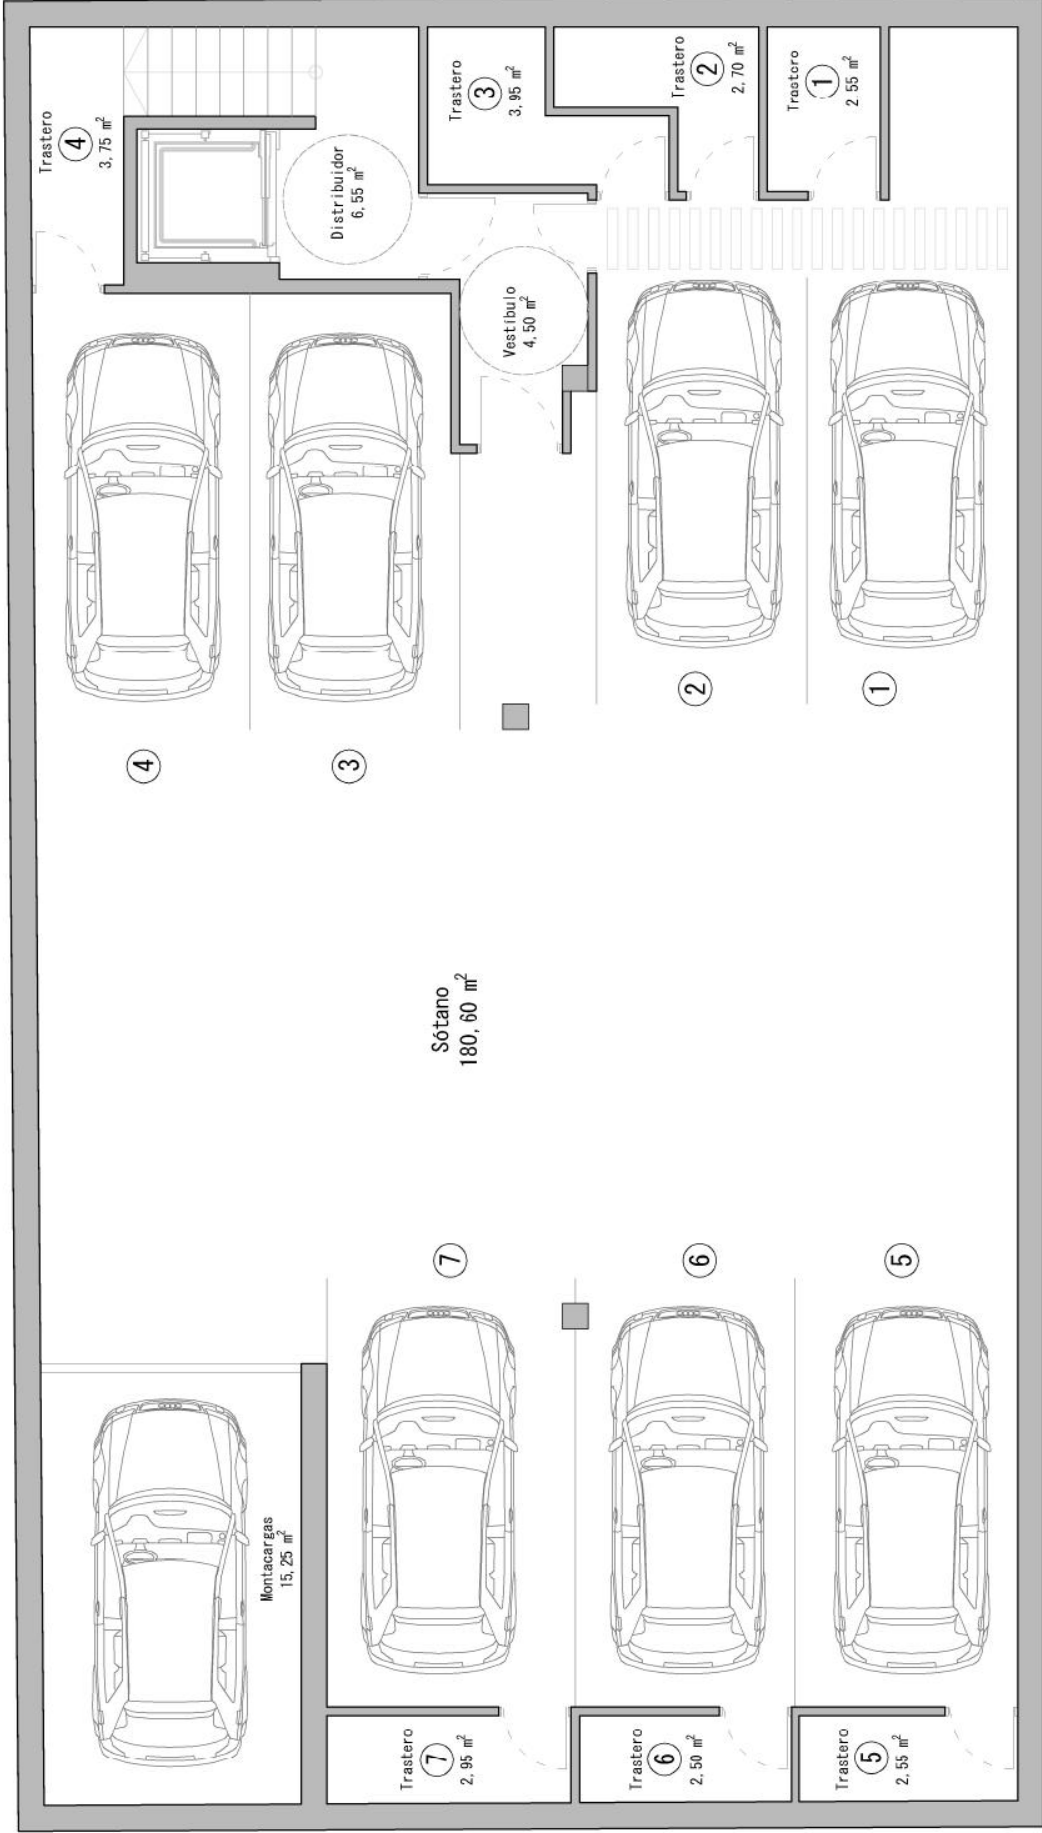 Trastero
4
3,75 m²
Distribuidor
6,55 m²
Trastero
3
3,95 m²
Trastero
2
2,70 m²
Trastero
1
2 55 m²
Vestíbulo
4,50 m²
4
3
2
1
Sótano
180,60 m²
7
6
5
Montacargas
15,25 m²
Trastero
7
2,95 m²
Trastero
6
2,50 m²
Trastero
5
2,55 m²